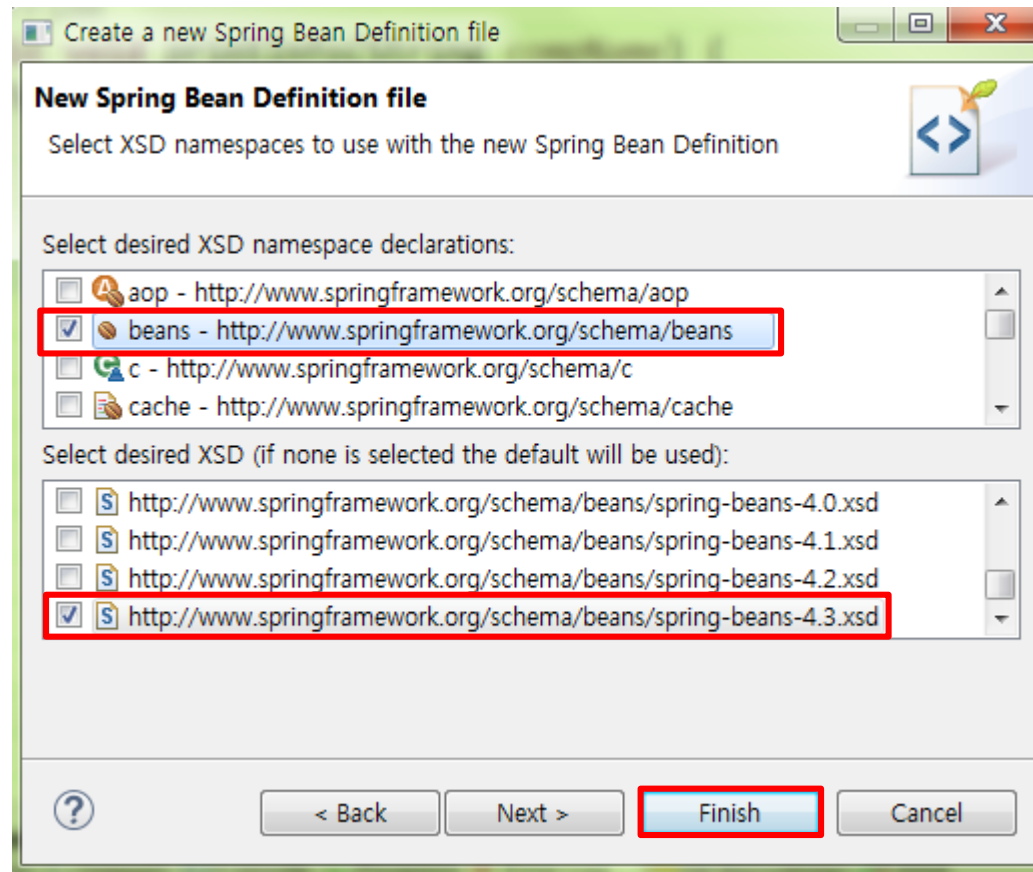 Create a new Spring Bean Definition file
New Spring Bean Definition file
Select XSD namespaces to use with the new Spring Bean Definition
Select desired XSD namespace declarations:
aop - http://www.springframework.org/schema/aop
beans - http://www.springframework.org/schema/beans
c - http://www.springframework.org/schema/c
cache - http://www.springframework.org/schema/cache
Select desired XSD (if none is selected the default will be used):
http://www.springframework.org/schema/beans/spring-beans-4.0.xsd
http://www.springframework.org/schema/beans/spring-beans-4.1.xsd
http://www.springframework.org/schema/beans/spring-beans-4.2.xsd
http://www.springframework.org/schema/beans/spring-beans-4.3.xsd
< Back Next > Finish Cancel